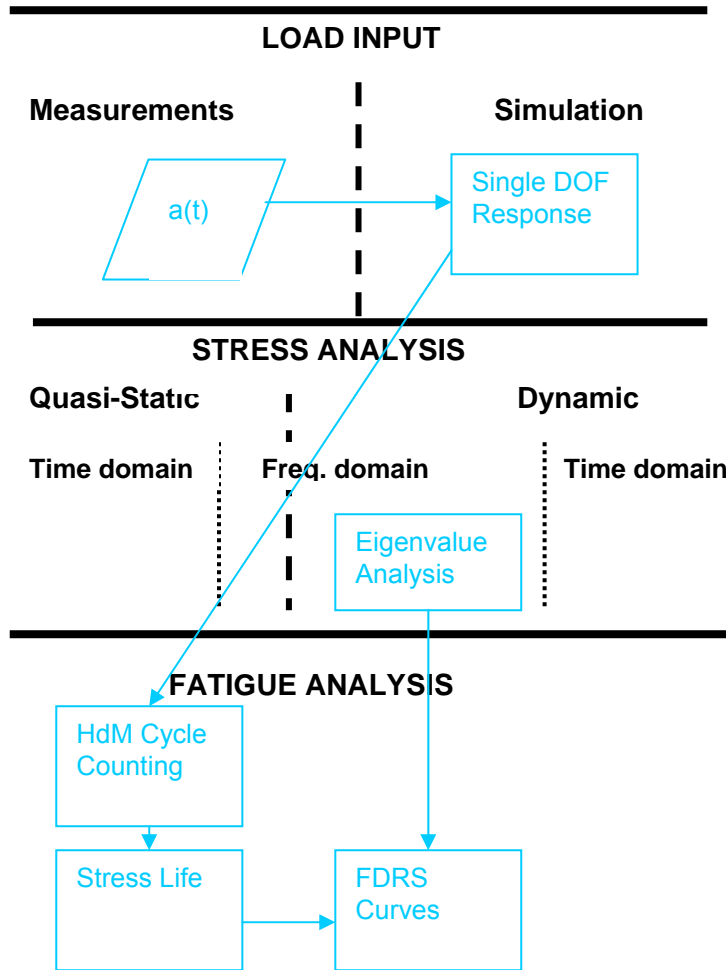 LOAD INPUT
Measurements
Simulation
a(t)
Single DOF
Response
STRESS ANALYSIS
Quasi-Static
Dynamic
Time domain
Freq. domain
Time domain
Eigenvalue
Analysis
FATIGUE ANALYSIS
HdM Cycle
Counting
Stress Life
FDRS
Curves